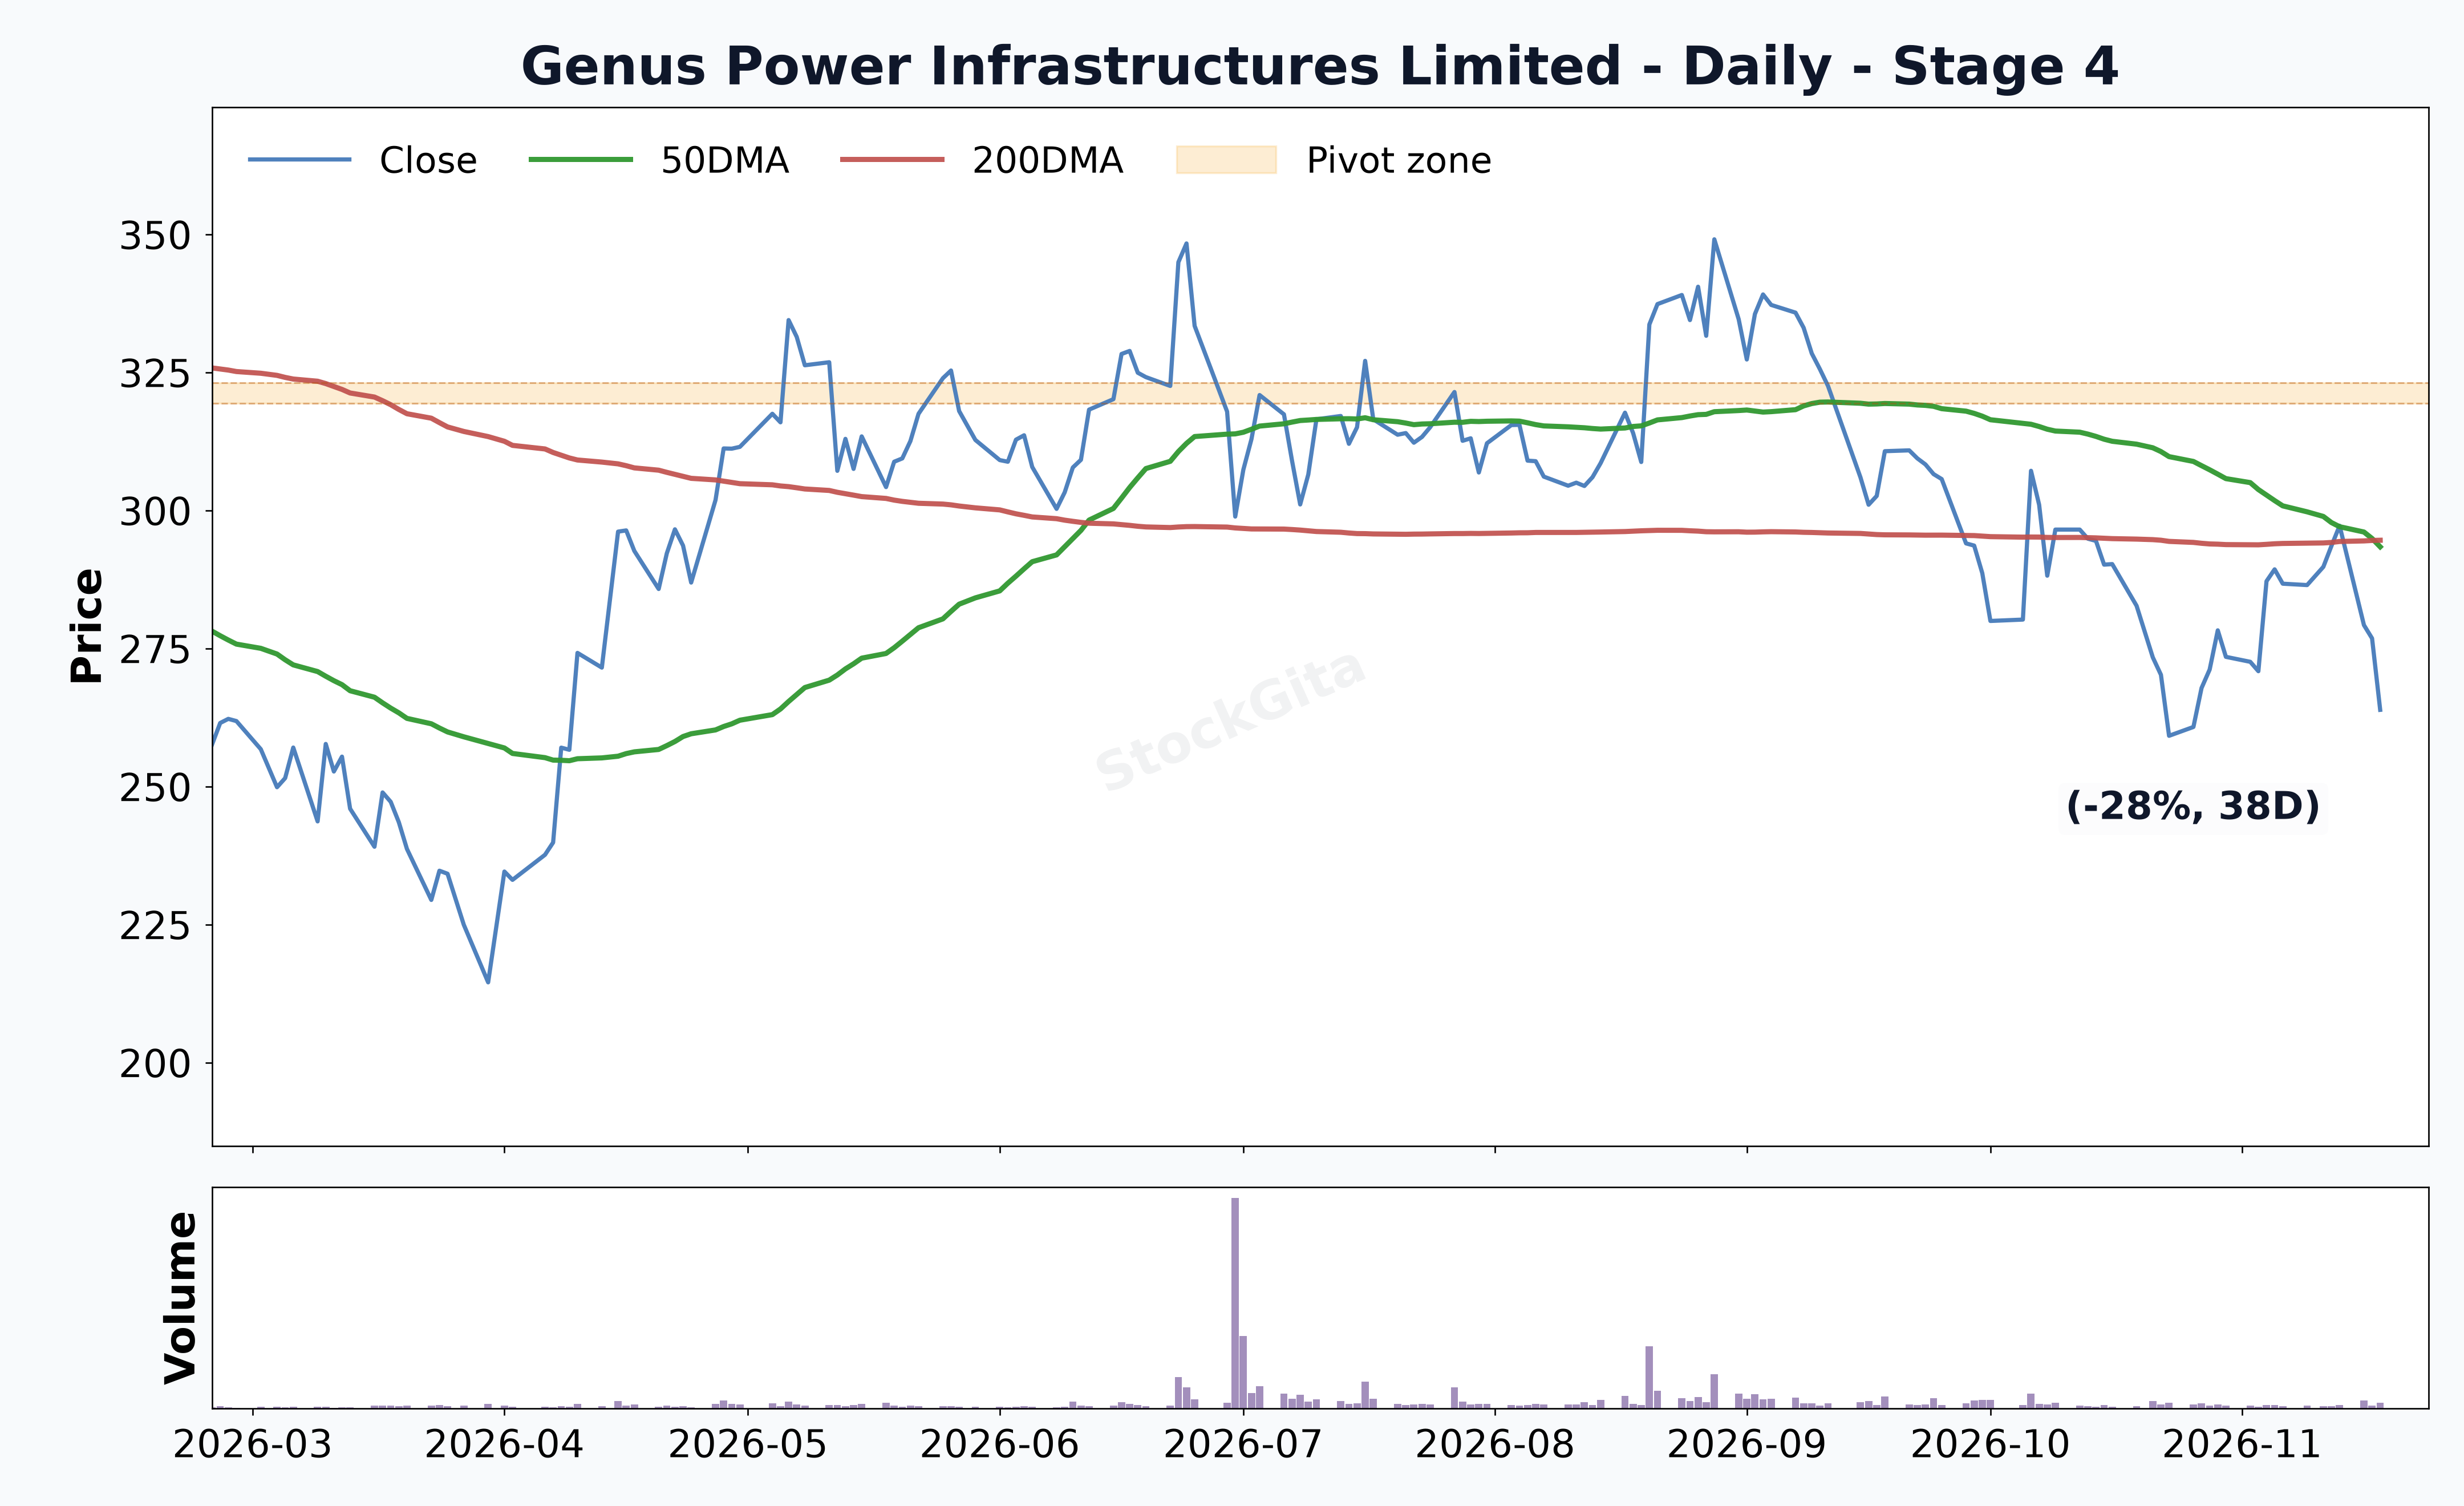 Genus Power Infrastructures Limited - Daily - Stage 4
Close 50DMA 200DMA Pivot zone
350
325
300
275
250
225
200
Price
StockGita
(-28%, 38D)
Volume
2026-03 2026-04 2026-05 2026-06 2026-07 2026-08 2026-09 2026-10 2026-11